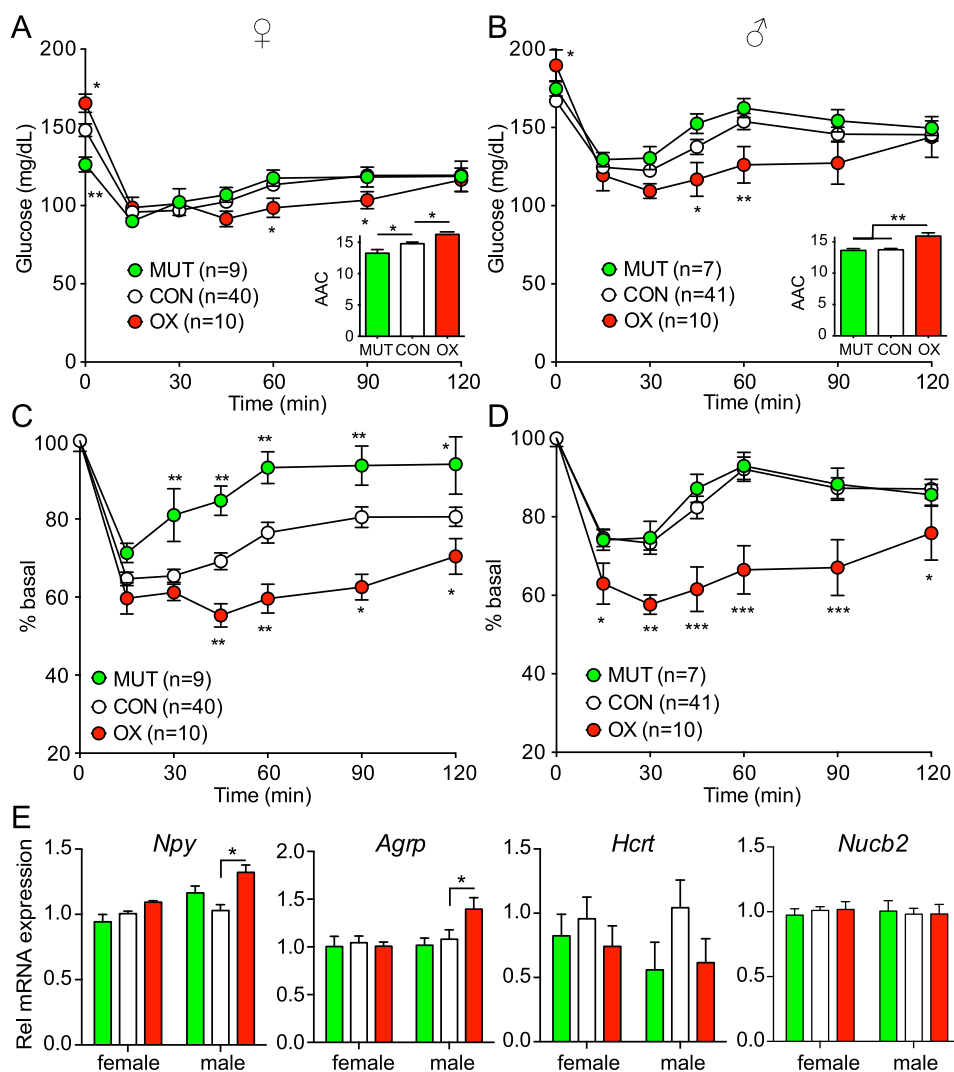 A ♀
Glucose (mg/dL)
200
150
100
50
0
*
**
*
*
MUT (n=9)
CON (n=40)
OX (n=10)
AAC
15
10
5
0
* *
MUT CON OX
0 30 60 90 120
Time (min)
B ♂
Glucose (mg/dL)
200
150
100
50
0
*
*
**
MUT (n=7)
CON (n=41)
OX (n=10)
AAC
15
10
5
0
**
MUT CON OX
0 30 60 90 120
Time (min)
C
% basal
100
80
60
40
20
** ** ** ** *
** ** * *
MUT (n=9)
CON (n=40)
OX (n=10)
0 30 60 90 120
Time (min)
D
% basal
100
80
60
40
20
* ** *** *** *** *
MUT (n=7)
CON (n=41)
OX (n=10)
0 30 60 90 120
Time (min)
E
Rel mRNA expression
Npy
1.5
1.0
0.5
0.0
*
female male
Agrp
2.0
1.5
1.0
0.5
0.0
*
female male
Hcrt
1.5
1.0
0.5
0.0
female male
Nucb2
1.5
1.0
0.5
0.0
female male